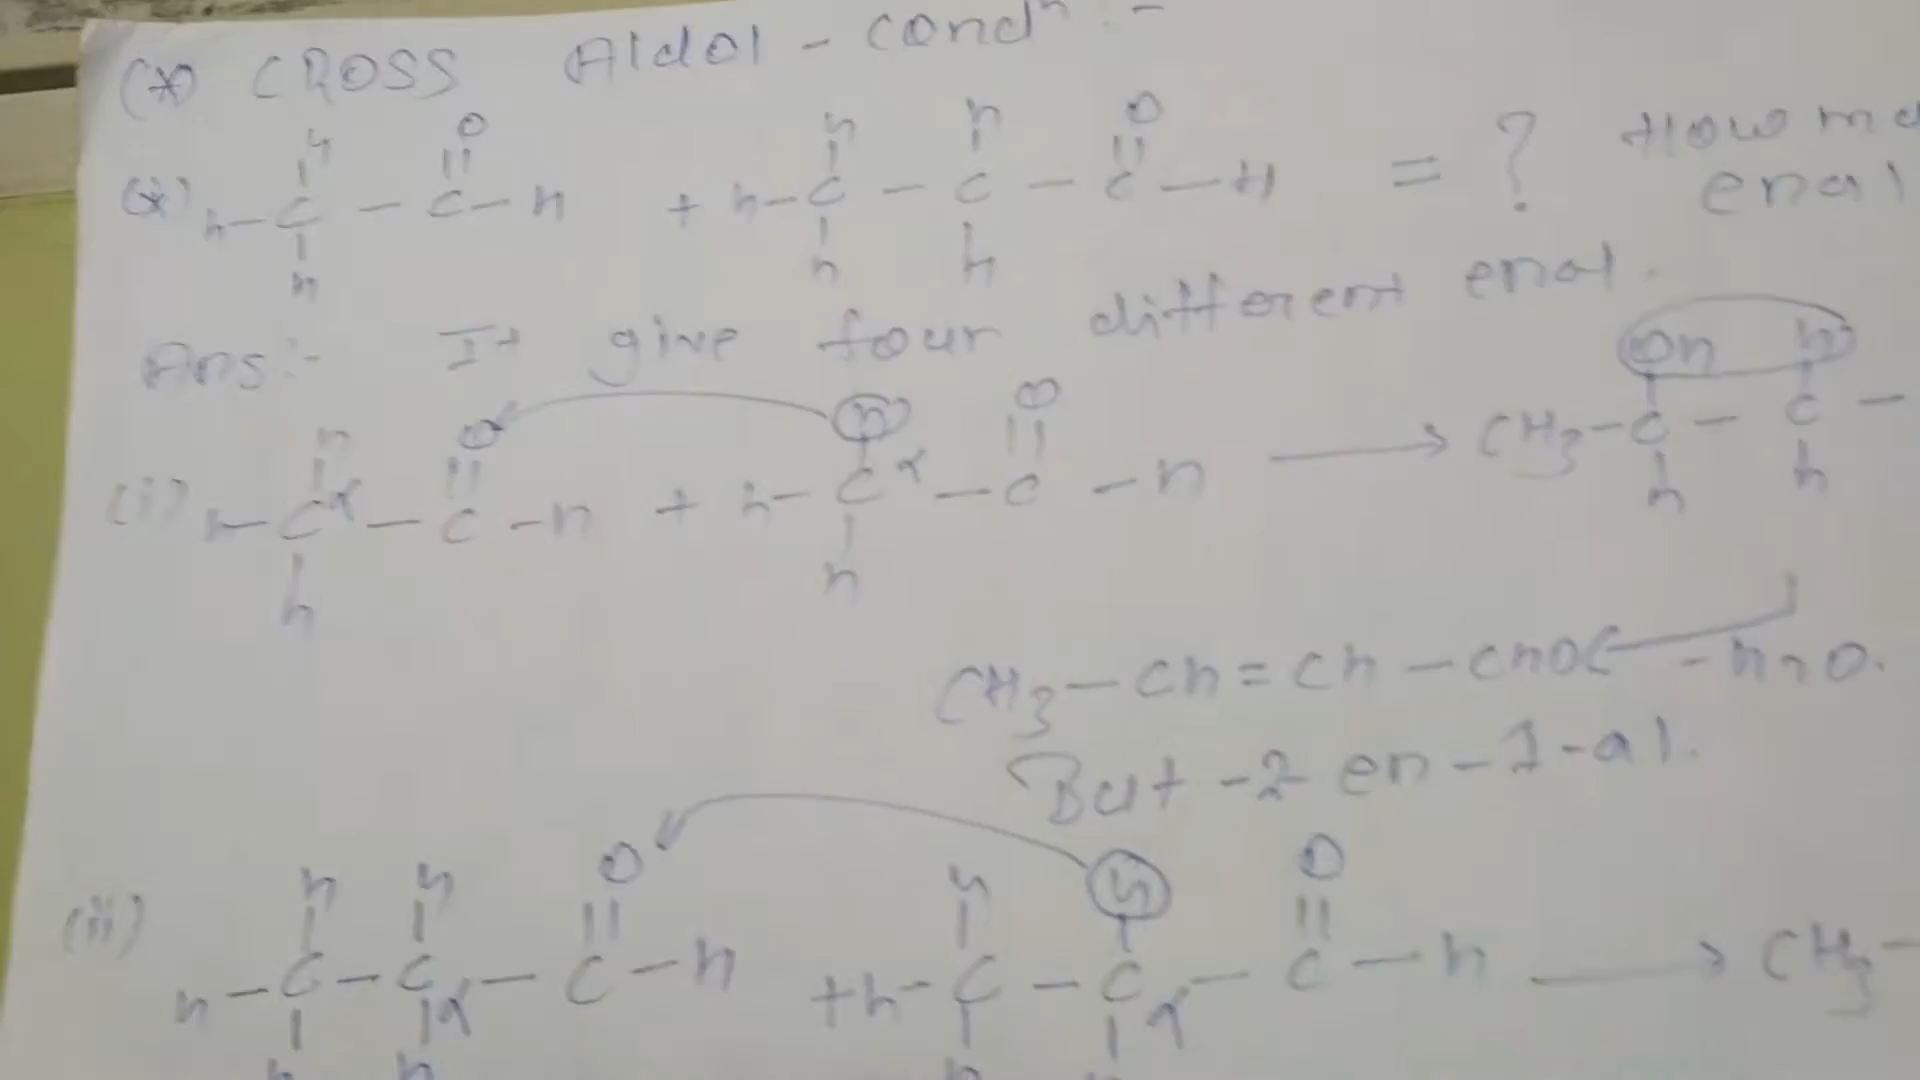 (*) CROSS Aldol - condⁿ :-
H O H H O
(*) H-C-C-H + H-C-C-C-H = ? How
H H H enal
Ans:- It give four different enal.
OH H
H O H O
(i) H-Cα-C-H + H-Cα-C-H → CH3-C-C-
H H H H
CH3-CH=CH-CHO -H2O.
But-2 en-1-al.
H H O H H O
(ii) H-C-Cα-C-H +H-C-Cα-C-H → CH3-
H H H H